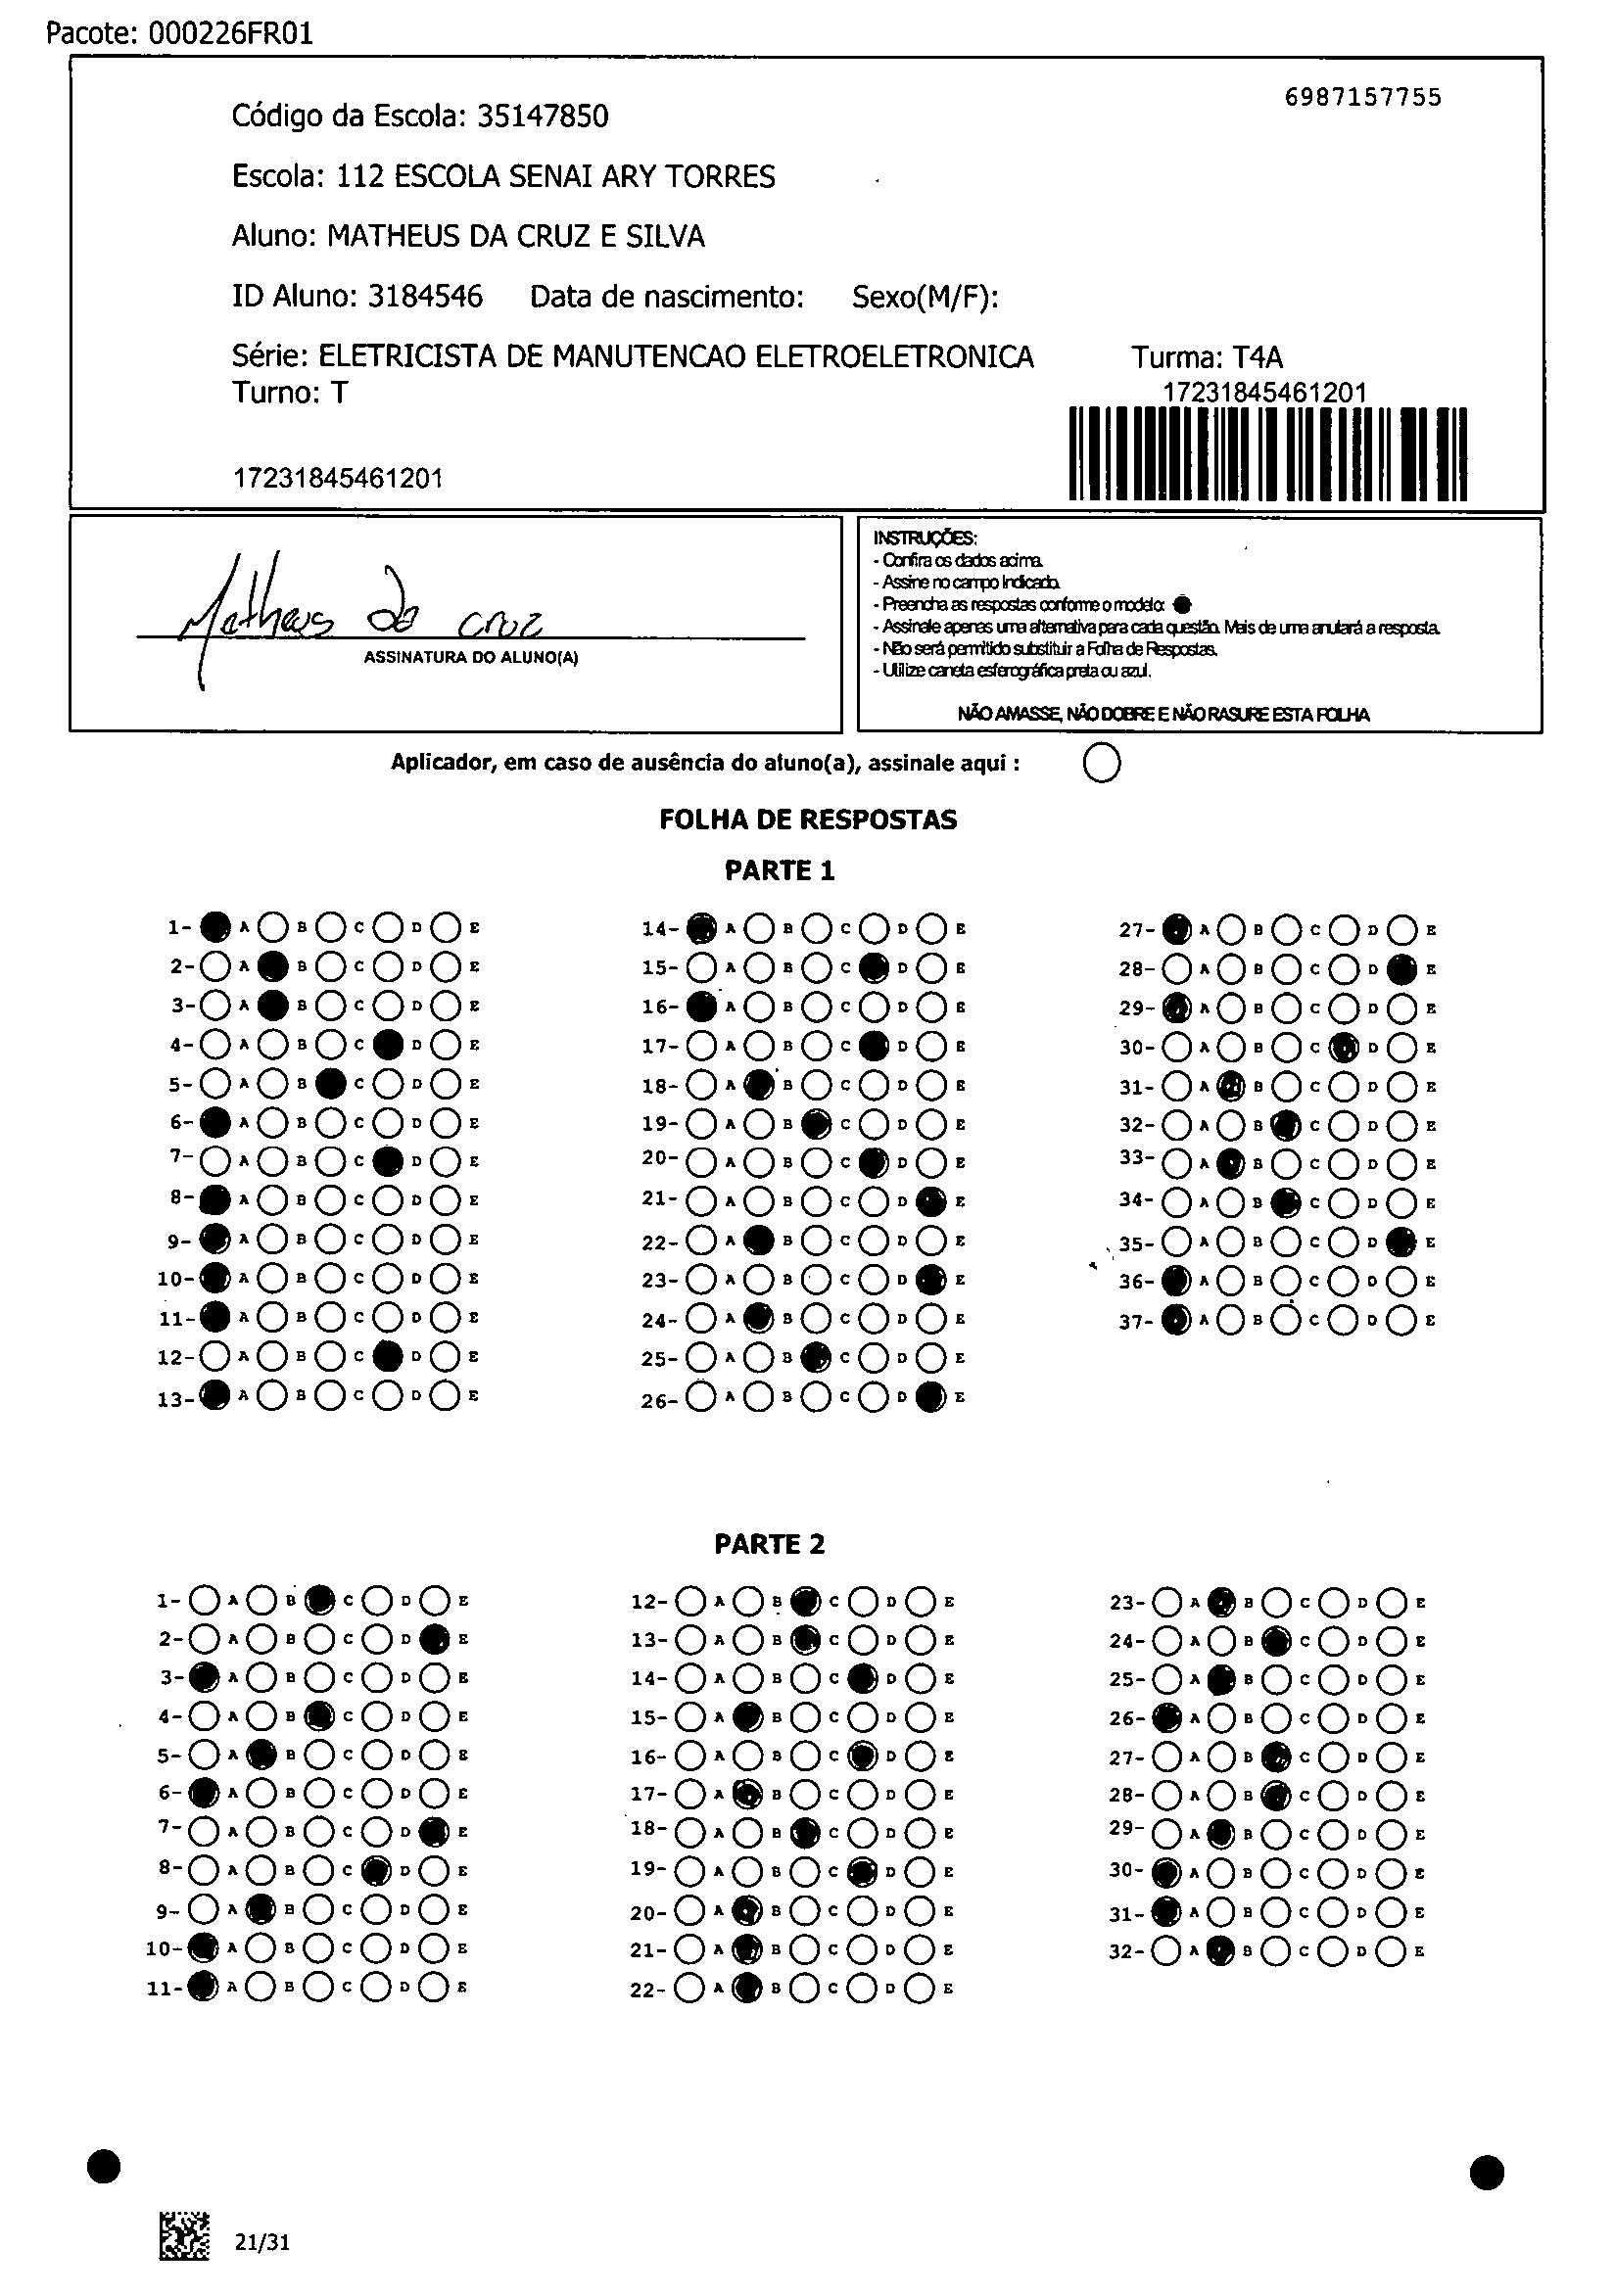 Pacote: 000226FR01
6987157755
Código da Escola: 35147850
Escola: 112 ESCOLA SENAI ARY TORRES
Aluno: MATHEUS DA CRUZ E SILVA
ID Aluno: 3184546 Data de nascimento: Sexo(M/F):
Série: ELETRICISTA DE MANUTENCAO ELETROELETRONICA Turma: T4A
Turno: T
17231845461201
17231845461201
Matheus da cruz
ASSINATURA DO ALUNO(A)
INSTRUÇÕES:
- Confira os dados acima.
- Assine no campo Indicado.
- Preencha as respostas conforme o modelo:
- Assinale apenas uma alternativa para cada questão. Mais de uma anulará a resposta.
- Não será permitido substituir a Folha de Respostas.
- Utilize caneta esferográfica preta ou azul.
NÃO AMASSE, NÃO DOBRE E NÃO RASURE ESTA FOLHA
Aplicador, em caso de ausência do aluno(a), assinale aqui :
FOLHA DE RESPOSTAS
PARTE 1
1- A B C D E
2- A B C D E
3- A B C D E
4- A B C D E
5- A B C D E
6- A B C D E
7- A B C D E
8- A B C D E
9- A B C D E
10- A B C D E
11- A B C D E
12- A B C D E
13- A B C D E
14- A B C D E
15- A B C D E
16- A B C D E
17- A B C D E
18- A B C D E
19- A B C D E
20- A B C D E
21- A B C D E
22- A B C D E
23- A B C D E
24- A B C D E
25- A B C D E
26- A B C D E
27- A B C D E
28- A B C D E
29- A B C D E
30- A B C D E
31- A B C D E
32- A B C D E
33- A B C D E
34- A B C D E
35- A B C D E
36- A B C D E
37- A B C D E
PARTE 2
1- A B C D E
2- A B C D E
3- A B C D E
4- A B C D E
5- A B C D E
6- A B C D E
7- A B C D E
8- A B C D E
9- A B C D E
10- A B C D E
11- A B C D E
12- A B C D E
13- A B C D E
14- A B C D E
15- A B C D E
16- A B C D E
17- A B C D E
18- A B C D E
19- A B C D E
20- A B C D E
21- A B C D E
22- A B C D E
23- A B C D E
24- A B C D E
25- A B C D E
26- A B C D E
27- A B C D E
28- A B C D E
29- A B C D E
30- A B C D E
31- A B C D E
32- A B C D E
21/31